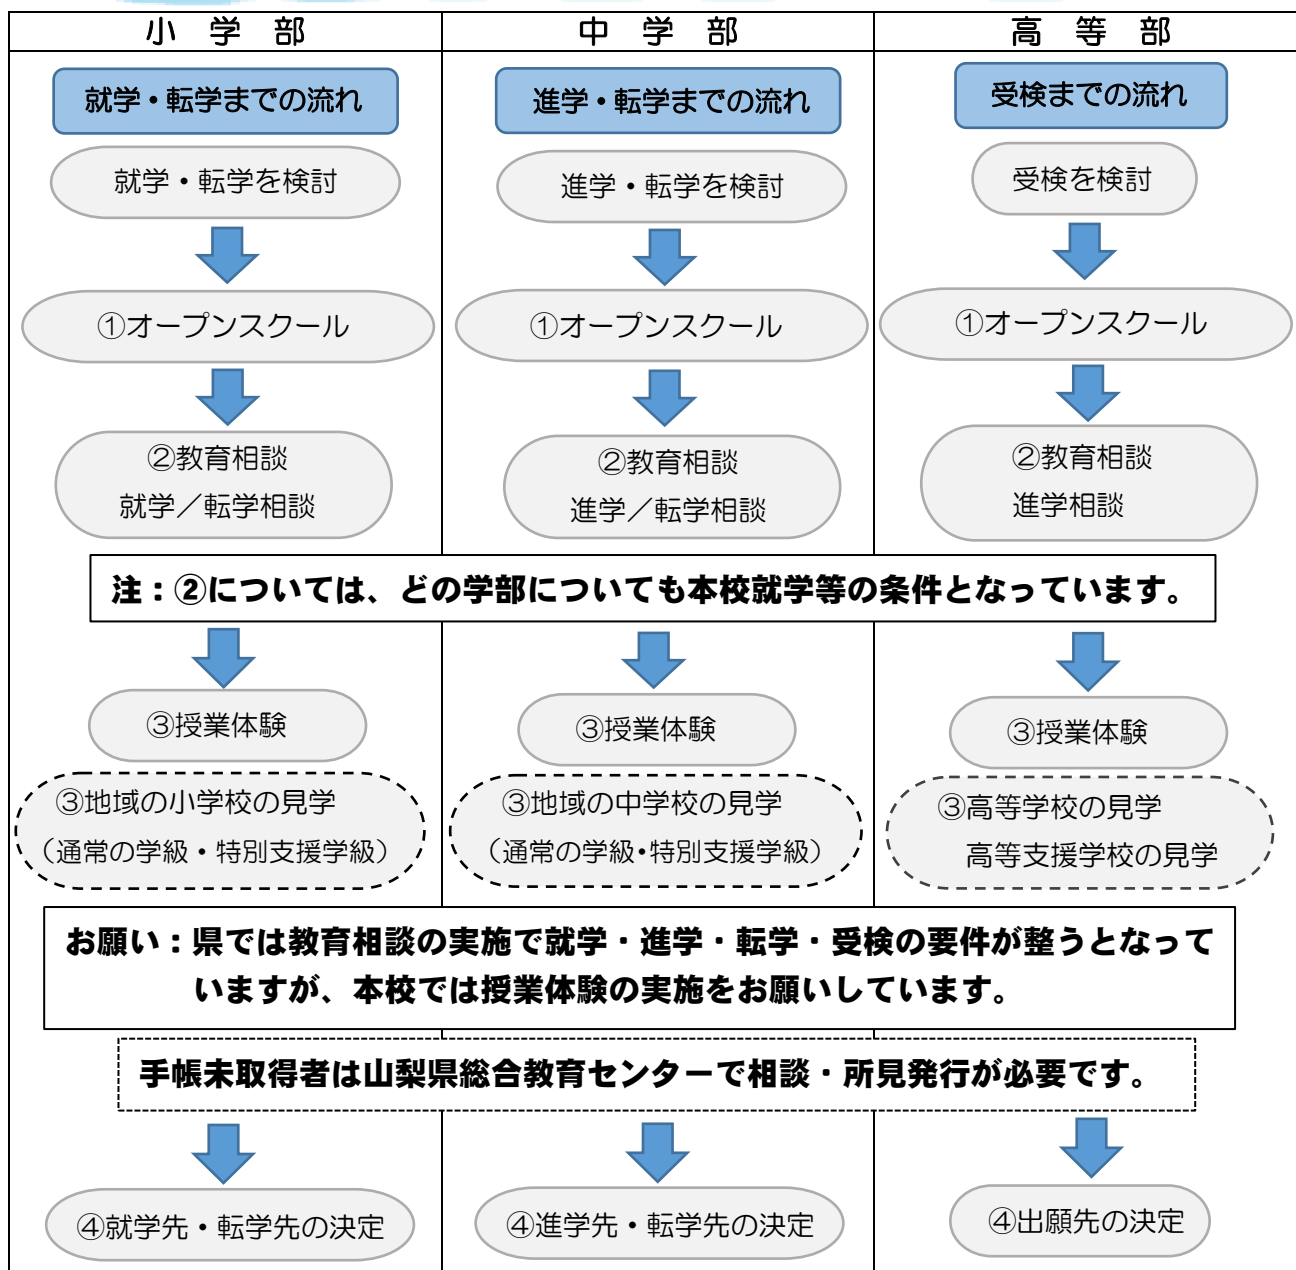 小学部
中学部
高等部
就学・転学までの流れ
進学・転学までの流れ
受検までの流れ
就学・転学を検討
進学・転学を検討
受検を検討
①オープンスクール
①オープンスクール
①オープンスクール
②教育相談
就学／転学相談
②教育相談
進学／転学相談
②教育相談
進学相談
注：②については、どの学部についても本校就学等の条件となっています。
③授業体験
③授業体験
③授業体験
③地域の小学校の見学
（通常の学級・特別支援学級）
③地域の中学校の見学
（通常の学級・特別支援学級）
③高等学校の見学
高等支援学校の見学
お願い：県では教育相談の実施で就学・進学・転学・受検の要件が整うとなって
いますが、本校では授業体験の実施をお願いしています。
手帳未取得者は山梨県総合教育センターで相談・所見発行が必要です。
④就学先・転学先の決定
④進学先・転学先の決定
④出願先の決定